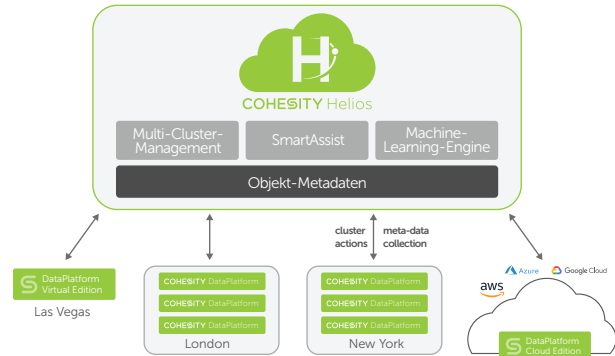 H
COHESITY Helios
Multi-Cluster-
Management
SmartAssist
Machine-
Learning-Engine
Objekt-Metadaten
cluster
actions
meta-data
collection
DataPlatform
Virtual Edition
Las Vegas
COHESITY DataPlatform
COHESITY DataPlatform
COHESITY DataPlatform
London
COHESITY DataPlatform
COHESITY DataPlatform
COHESITY DataPlatform
New York
Azure
Google Cloud
aws
DataPlatform
Cloud Edition